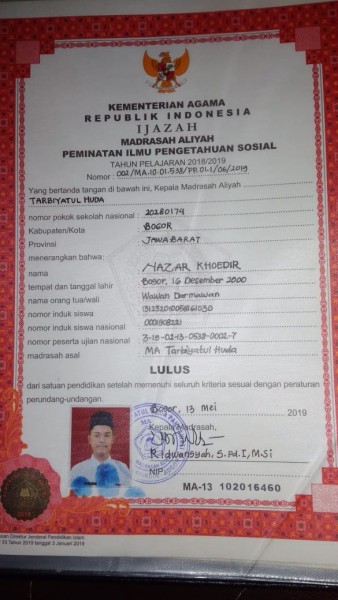 KEMENTERIAN AGAMA
REPUBLIK INDONESIA
IJAZAH
MADRASAH ALIYAH
PEMINATAN ILMU PENGETAHUAN SOSIAL
TAHUN PELAJARAN 2018/2019
Nomor : 002/MA.10.01.538/PP.01.1/06/2019
Yang bertanda tangan di bawah ini, Kepala Madrasah Aliyah
TARBIYATUL HUDA
nomor pokok sekolah nasional : 20280174
Kabupaten/Kota : BOGOR
Provinsi : JAWA BARAT
menerangkan bahwa:
nama : NAZAR KHOEDIR
tempat dan tanggal lahir : Bogor, 16 Desember 2000
nama orang tua/wali : Wawan Darmawan
nomor induk siswa :
nomor induk siswa nasional :
nomor peserta ujian nasional : 3-19-02-13-0538-0002-7
madrasah asal : MA Tarbiyatul Huda
LULUS
dari satuan pendidikan setelah memenuhi seluruh kriteria sesuai dengan peraturan
perundang-undangan.
Bogor, 13 mei 2019
Kepala Madrasah,
Ridwansyah, S.Pd.I, M.Si
NIP.
MA-13 102016460
Direktur Jenderal Pendidikan Islam
Tahun 2019 tanggal 3 Januari 2019